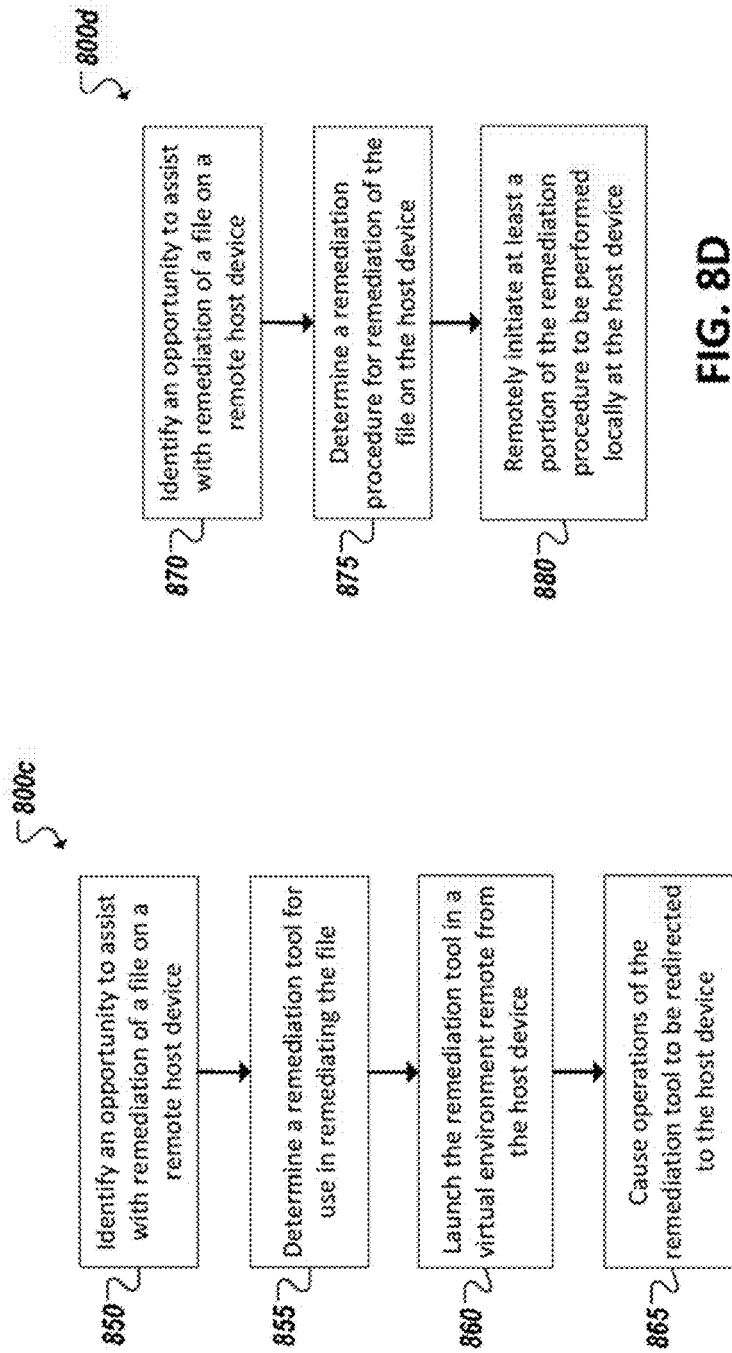 800c
850
Identify an opportunity to assist
with remediation of a file on a
remote host device
855
Determine a remediation tool for
use in remediating the file
860
Launch the remediation tool in a
virtual environment remote from
the host device
865
Cause operations of the
remediation tool to be redirected
to the host device
800d
870
Identify an opportunity to assist
with remediation of a file on a
remote host device
875
Determine a remediation
procedure for remediation of the
file on the host device
880
Remotely initiate at least a
portion of the remediation
procedure to be performed
locally at the host device
FIG. 8D